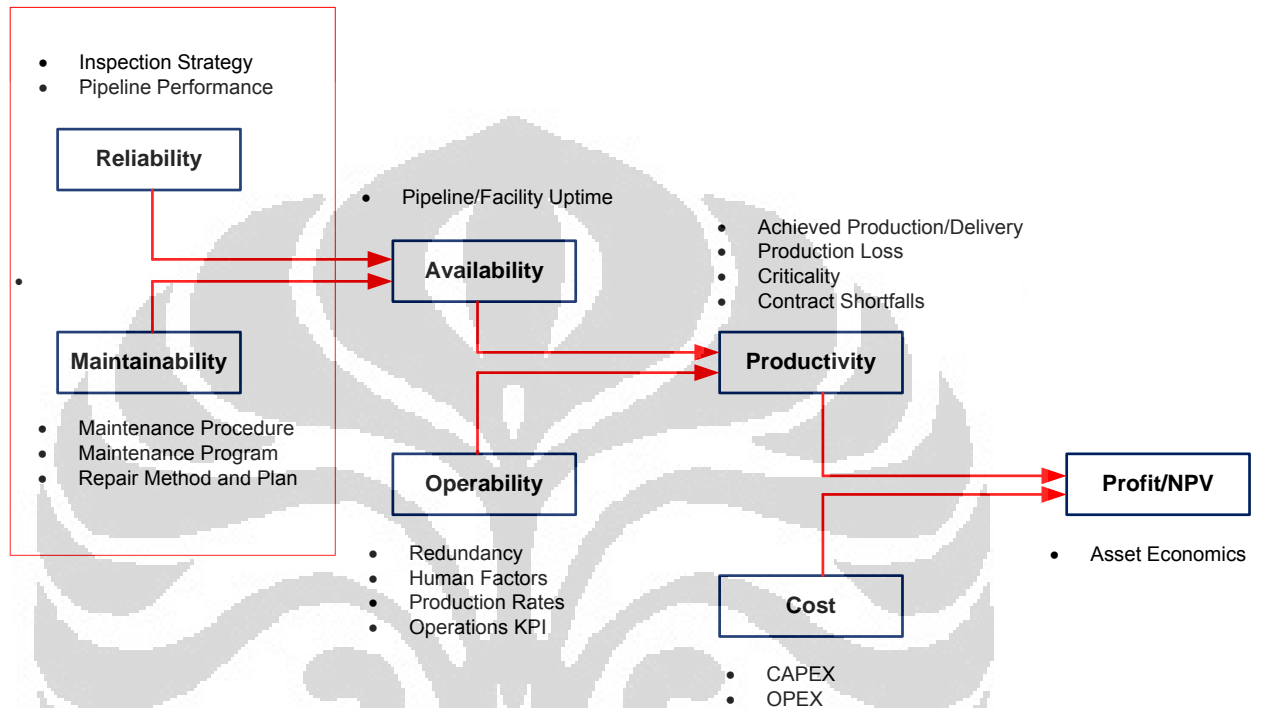 • Inspection Strategy
• Pipeline Performance
Reliability
• Pipeline/Facility Uptime
• Achieved Production/Delivery
• Production Loss
• Criticality
• Contract Shortfalls
Availability
•
Maintainability
Productivity
• Maintenance Procedure
• Maintenance Program
• Repair Method and Plan
Operability
Profit/NPV
• Redundancy
• Human Factors
• Production Rates
• Operations KPI
• Asset Economics
Cost
• CAPEX
• OPEX